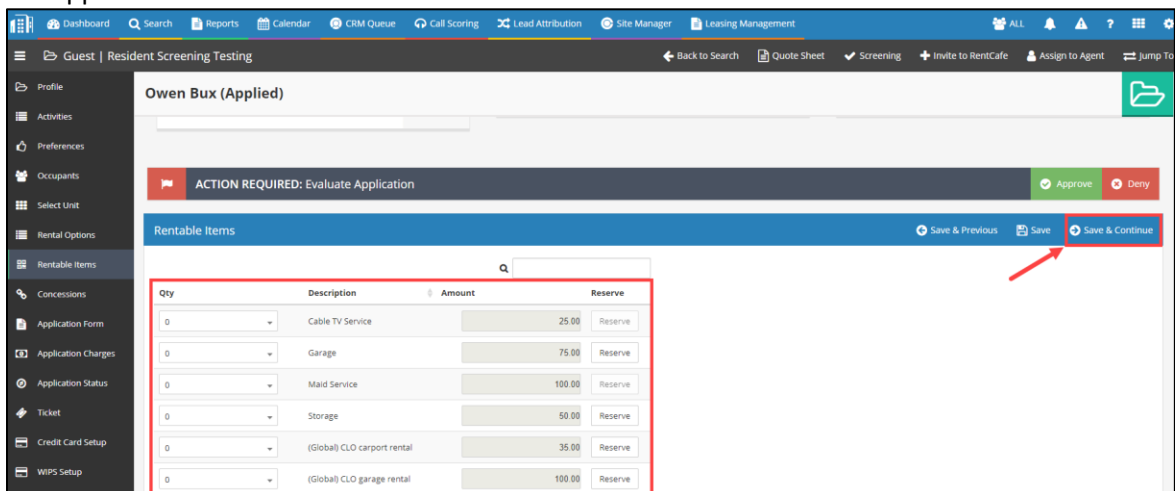 Dashboard Search Reports Calendar CRM Queue Call Scoring Lead Attribution Site Manager Leasing Management ALL ?
Guest | Resident Screening Testing Back to Search Quote Sheet Screening Invite to RentCafe Assign to Agent Jump To
Profile
Owen Bux (Applied)
Activities
Preferences
Occupants
ACTION REQUIRED: Evaluate Application Approve Deny
Select Unit
Rental Options
Rentable Items Save & Previous Save Save & Continue
Rentable Items
Concessions
Qty Description Amount Reserve
Application Form
0 Cable TV Service 25.00 Reserve
Application Charges
0 Garage 75.00 Reserve
Application Status
0 Maid Service 100.00 Reserve
Ticket
0 Storage 50.00 Reserve
Credit Card Setup
0 (Global) CLO carport rental 35.00 Reserve
WIPS Setup
0 (Global) CLO garage rental 100.00 Reserve